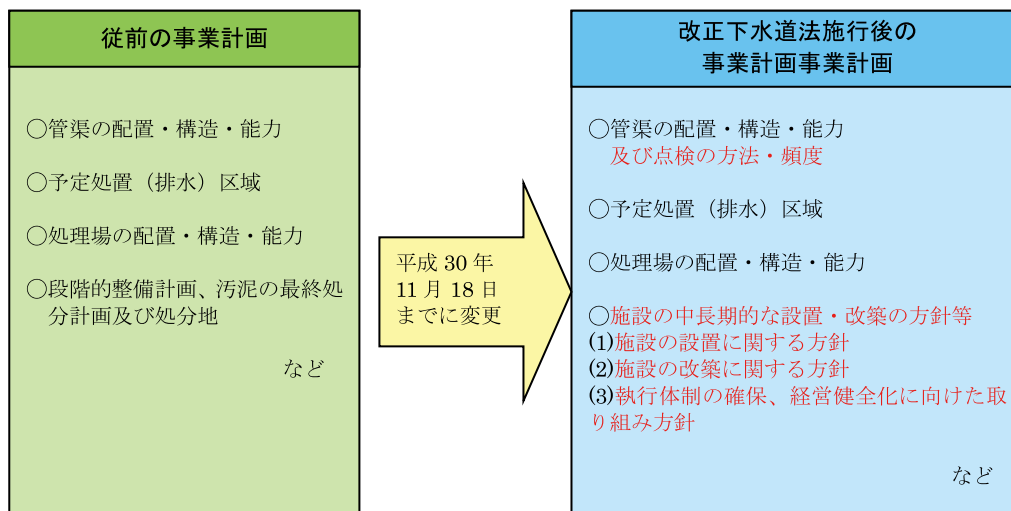 従前の事業計画
○管渠の配置・構造・能力
○予定処置（排水）区域
○処理場の配置・構造・能力
○段階的整備計画、汚泥の最終処
分計画及び処分地
など
平成 30 年
11 月 18 日
までに変更
改正下水道法施行後の
事業計画事業計画
○管渠の配置・構造・能力
及び点検の方法・頻度
○予定処置（排水）区域
○処理場の配置・構造・能力
○施設の中長期的な設置・改築の方針等
(1)施設の設置に関する方針
(2)施設の改築に関する方針
(3)執行体制の確保、経営健全化に向けた取
り組み方針
など